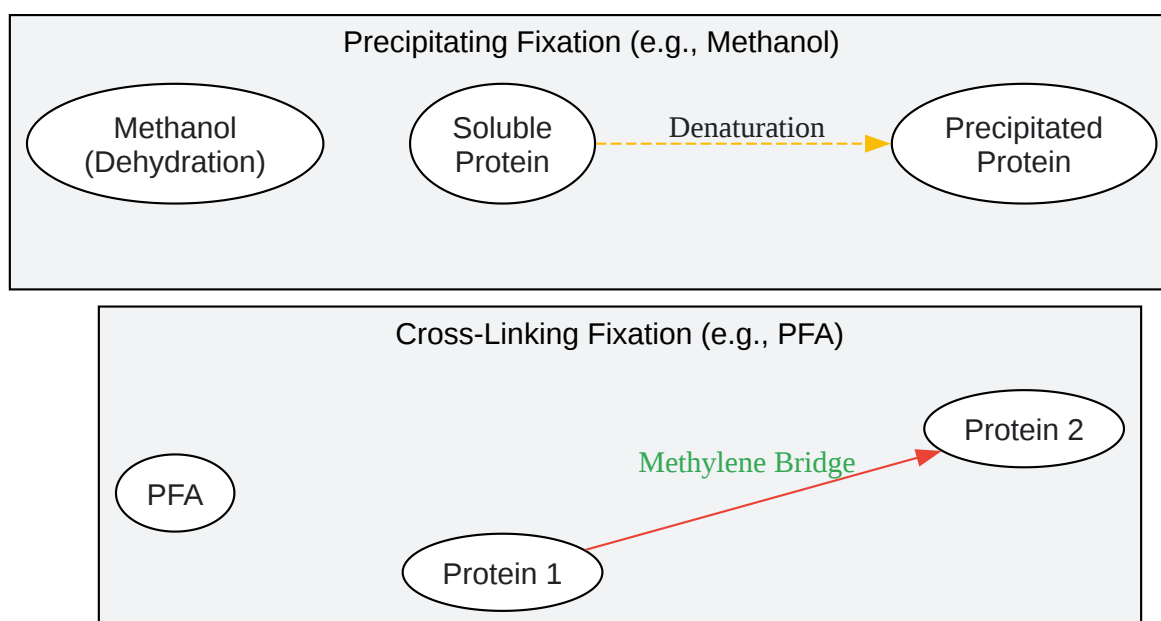 Precipitating Fixation (e.g., Methanol)
Methanol
(Dehydration)
Soluble
Protein
Denaturation
Precipitated
Protein
Cross-Linking Fixation (e.g., PFA)
PFA
Protein 1
Methylene Bridge
Protein 2